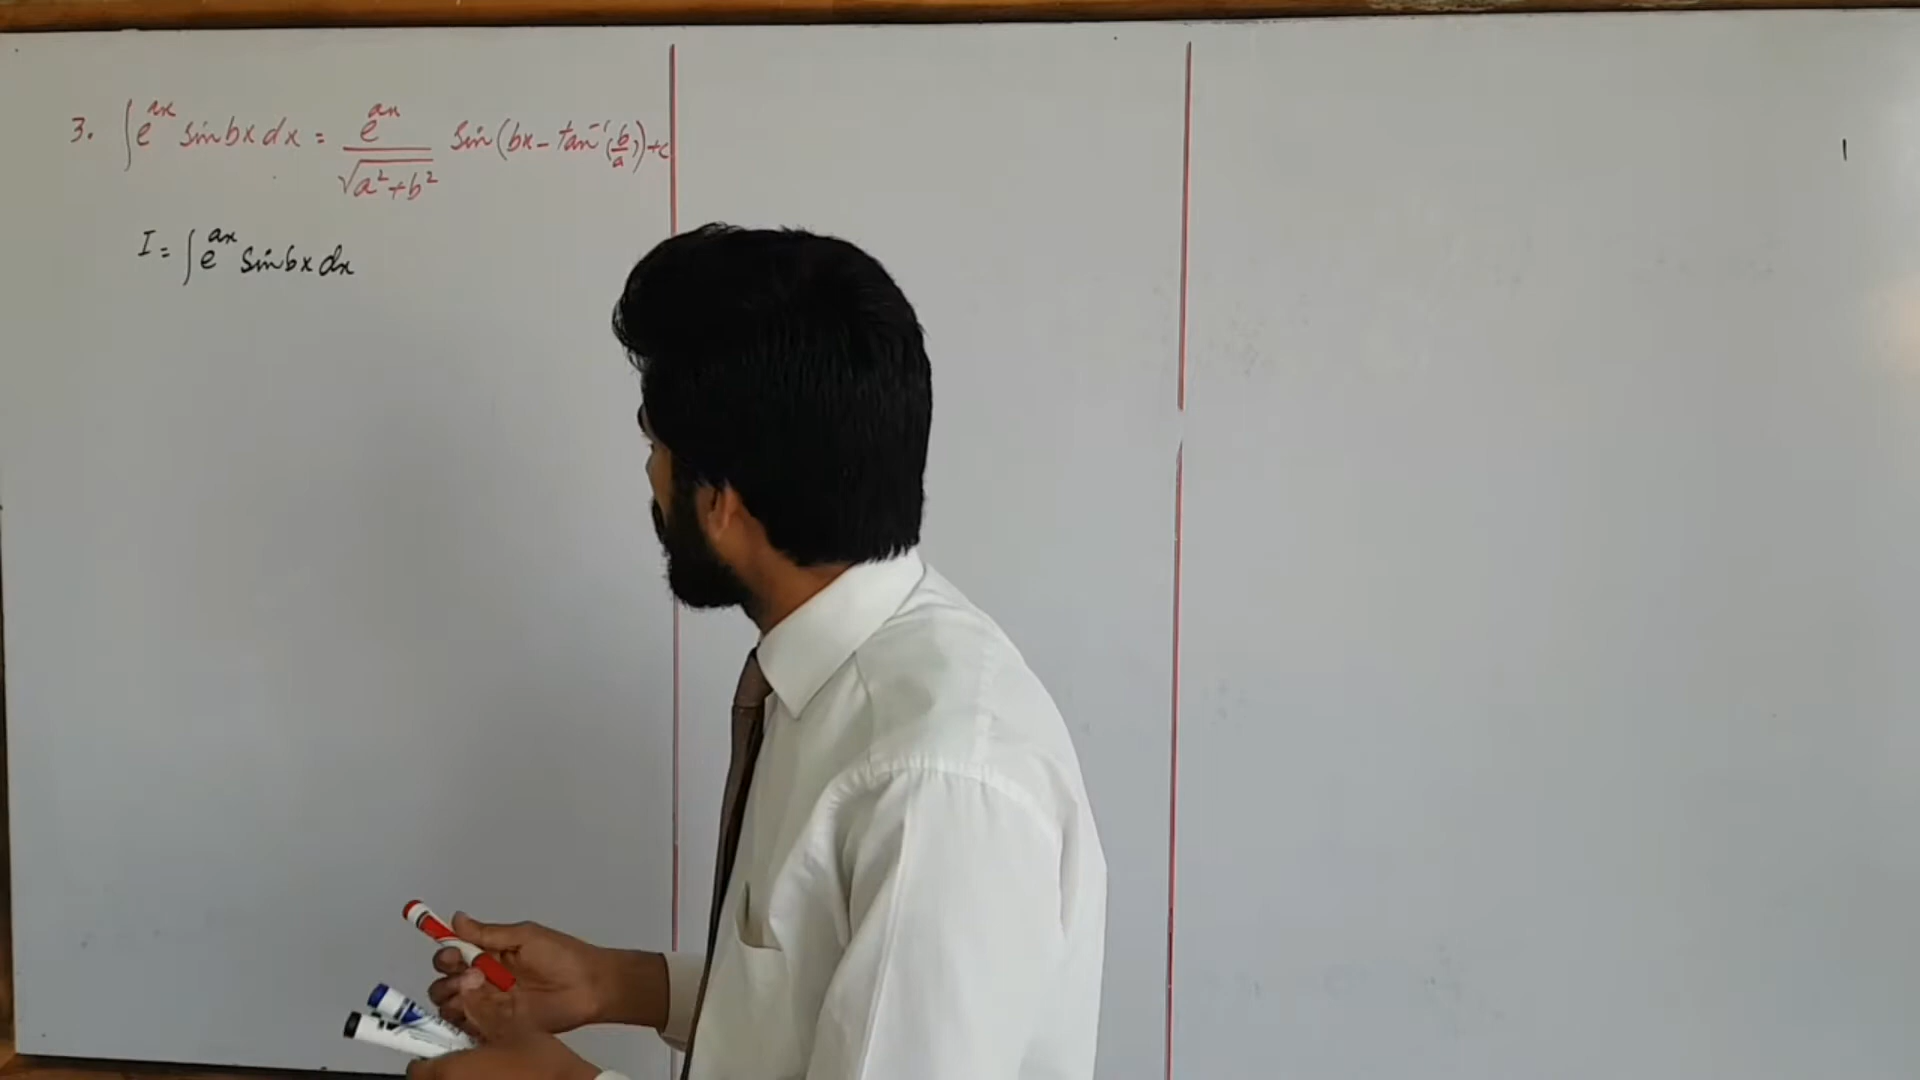 3. ∫e^{ax} sin bx dx = e^{ax}/√(a²+b²) sin(bx - tan⁻¹(b/a)) + c
I = ∫e^{ax} sin bx dx